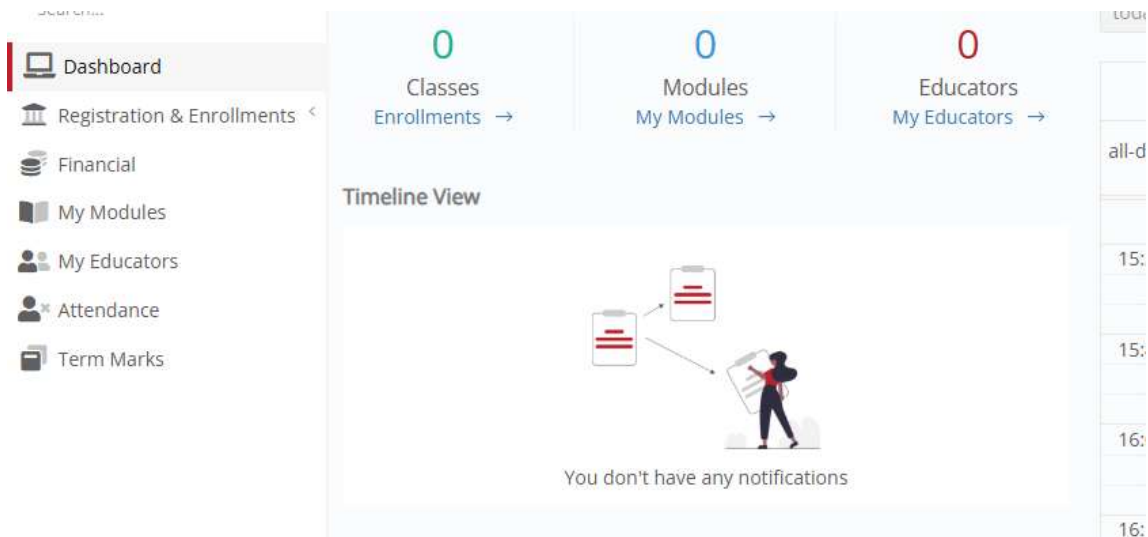 Dashboard
Registration & Enrollments
Financial
My Modules
My Educators
Attendance
Term Marks
0
Classes
Enrollments →
0
Modules
My Modules →
0
Educators
My Educators →
Timeline View
You don't have any notifications
all-d
15:
15:
16:
16: